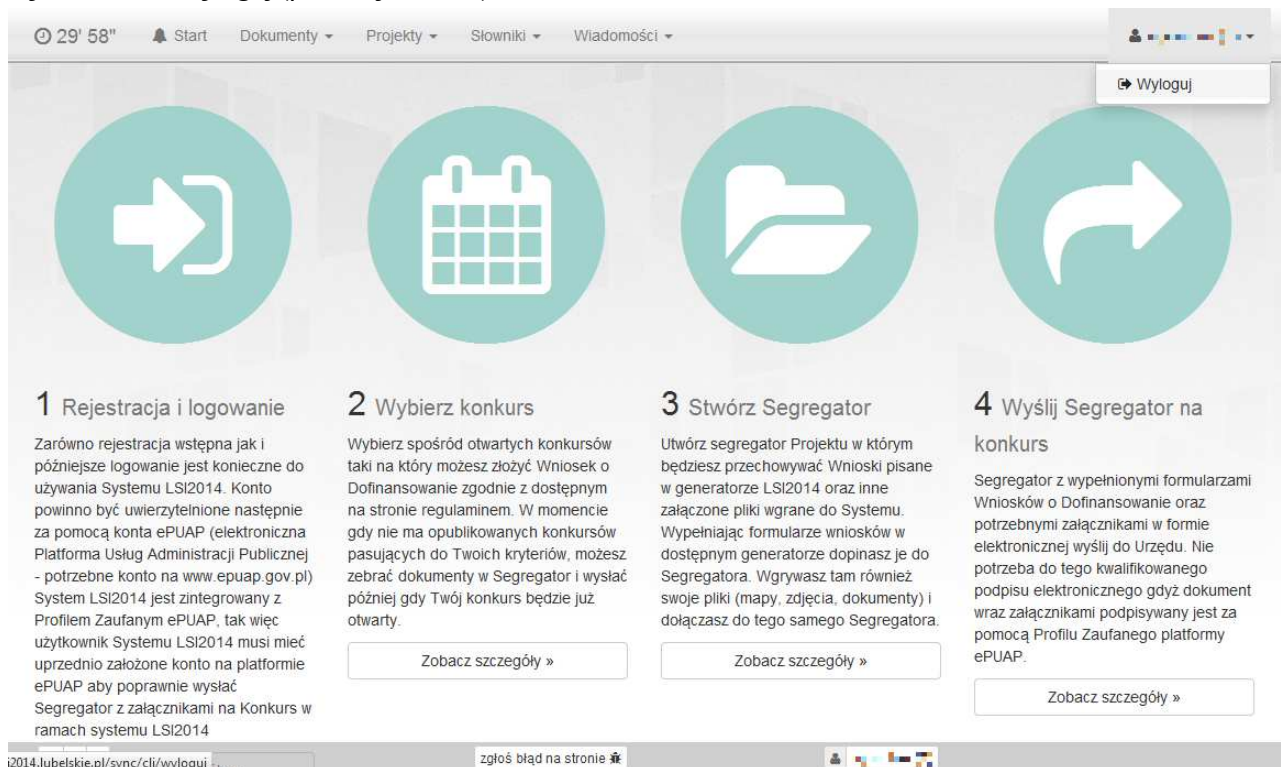 29' 58" Start Dokumenty Projekty Słowniki Wiadomości
Wyloguj
1 Rejestracja i logowanie
Zarówno rejestracja wstępna jak i
późniejsze logowanie jest konieczne do
używania Systemu LSI2014. Konto
powinno być uwierzytelnione następnie
za pomocą konta ePUAP (elektroniczna
Platforma Usług Administracji Publicznej
- potrzebne konto na www.epuap.gov.pl)
System LSI2014 jest zintegrowany z
Profilem Zaufanym ePUAP, tak więc
użytkownik Systemu LSI2014 musi mieć
uprzednio założone konto na platformie
ePUAP aby poprawnie wysłać
Segregator z załącznikami na Konkurs w
ramach systemu LSI2014
2 Wybierz konkurs
Wybierz spośród otwartych konkursów
taki na który możesz złożyć Wniosek o
Dofinansowanie zgodnie z dostępnym
na stronie regulaminem. W momencie
gdy nie ma opublikowanych konkursów
pasujących do Twoich kryteriów, możesz
zebrać dokumenty w Segregator i wysłać
później gdy Twój konkurs będzie już
otwarty.
Zobacz szczegóły »
3 Stwórz Segregator
Utwórz segregator Projektu w którym
będziesz przechowywać Wnioski pisane
w generatorze LSI2014 oraz inne
załączone pliki wgrane do Systemu.
Wypełniając formularze wniosków w
dostępnym generatorze dopinasz je do
Segregatora. Wgrywasz tam również
swoje pliki (mapy, zdjęcia, dokumenty) i
dołączasz do tego samego Segregatora.
Zobacz szczegóły »
4 Wyślij Segregator na
konkurs
Segregator z wypełnionymi formularzami
Wniosków o Dofinansowanie oraz
potrzebnymi załącznikami w formie
elektronicznej wyślij do Urzędu. Nie
potrzeba do tego kwalifikowanego
podpisu elektronicznego gdyż dokument
wraz załącznikami podpisywany jest za
pomocą Profilu Zaufanego platformy
ePUAP.
Zobacz szczegóły »
i2014.lubelskie.pl/sync/cli/wyloguj
zgłoś błąd na stronie